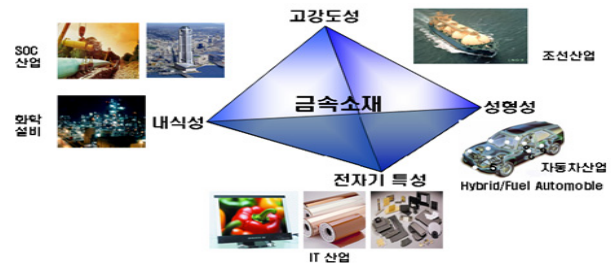 고강도성
SOC
산업
조선산업
금속소재
화학
설비
내식성
성형성
자동차산업
전자기 특성
Hybrid/Fuel Automoble
IT 산업